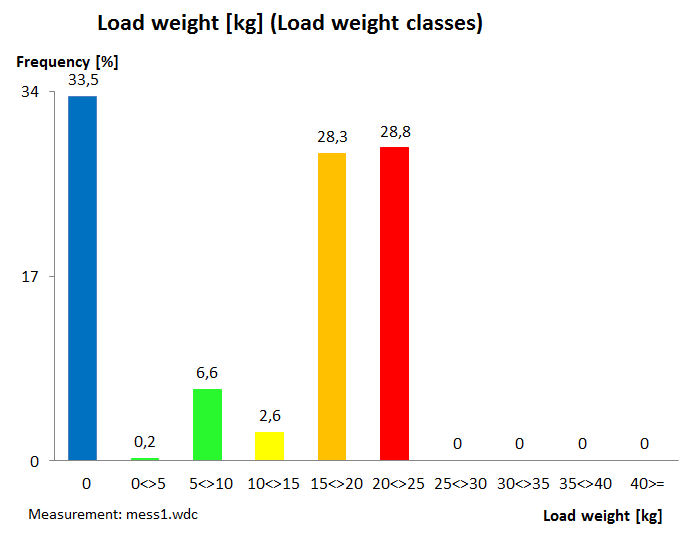 Load weight [kg] (Load weight classes)
Frequency [%]
33,5
34
28,8
28,3
17
6,6
2,6
0,2
0 0 0 0
0
0 0<>5 5<>10 10<>15 15<>20 20<>25 25<>30 30<>35 35<>40 40>=
Measurement: mess1.wdc
Load weight [kg]